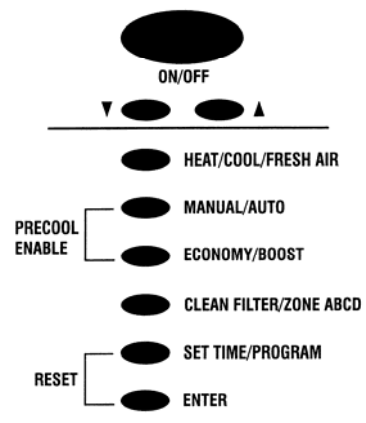 ON/OFF
▼ ▲
HEAT/COOL/FRESH AIR
MANUAL/AUTO
PRECOOL
ENABLE
ECONOMY/BOOST
CLEAN FILTER/ZONE ABCD
SET TIME/PROGRAM
RESET
ENTER